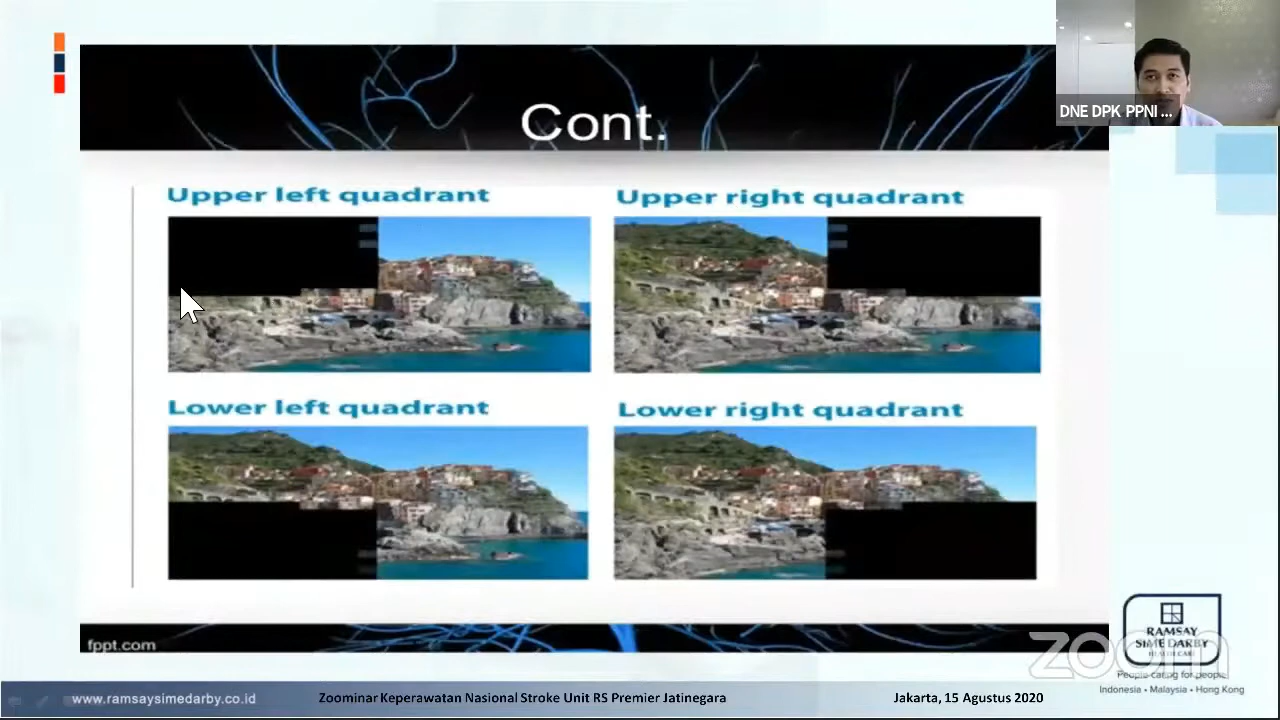 DNE DPK PPNI ...
Cont.
Upper left quadrant
Upper right quadrant
Lower left quadrant
Lower right quadrant
fppt.com
zoom
RAMSAY
SIME DARBY
HEALTH CARE
People caring for people
Indonesia • Malaysia • Hong Kong
www.ramsaysimedarby.co.id
Zoominar Keperawatan Nasional Stroke Unit RS Premier Jatinegara
Jakarta, 15 Agustus 2020